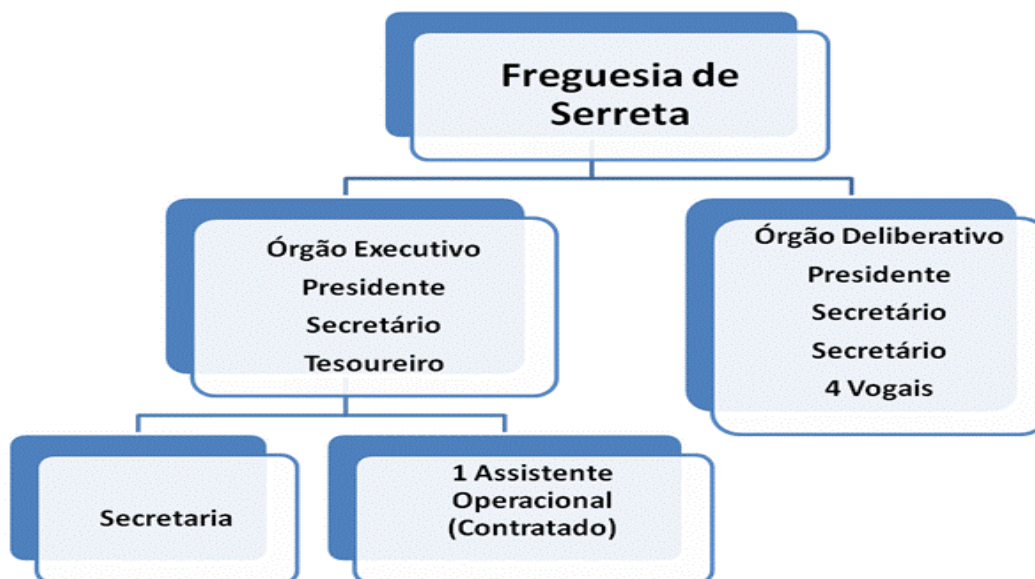 Freguesia de
Serreta
Órgão Executivo
Presidente
Secretário
Tesoureiro
Órgão Deliberativo
Presidente
Secretário
Secretário
4 Vogais
Secretaria
1 Assistente
Operacional
(Contratado)